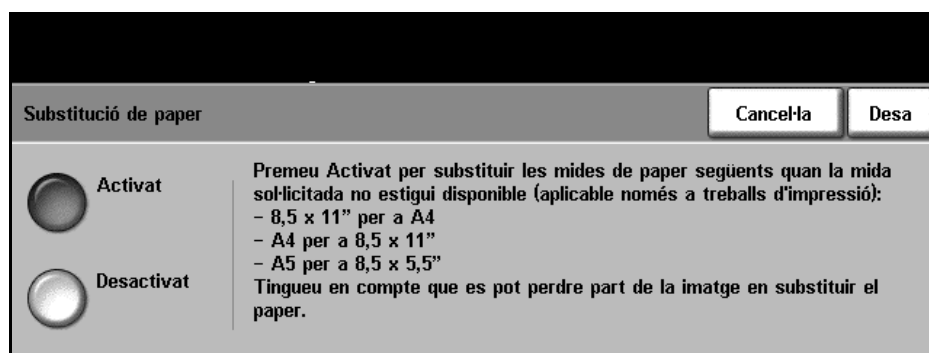 Substitució de paper
Cancel·la
Desa
Activat
Desactivat
Premeu Activat per substituir les mides de paper següents quan la mida
sol·licitada no estigui disponible (aplicable només a treballs d'impressió):
- 8,5 x 11” per a A4
- A4 per a 8,5 x 11”
- A5 per a 8,5 x 5,5”
Tingueu en compte que es pot perdre part de la imatge en substituir el
paper.